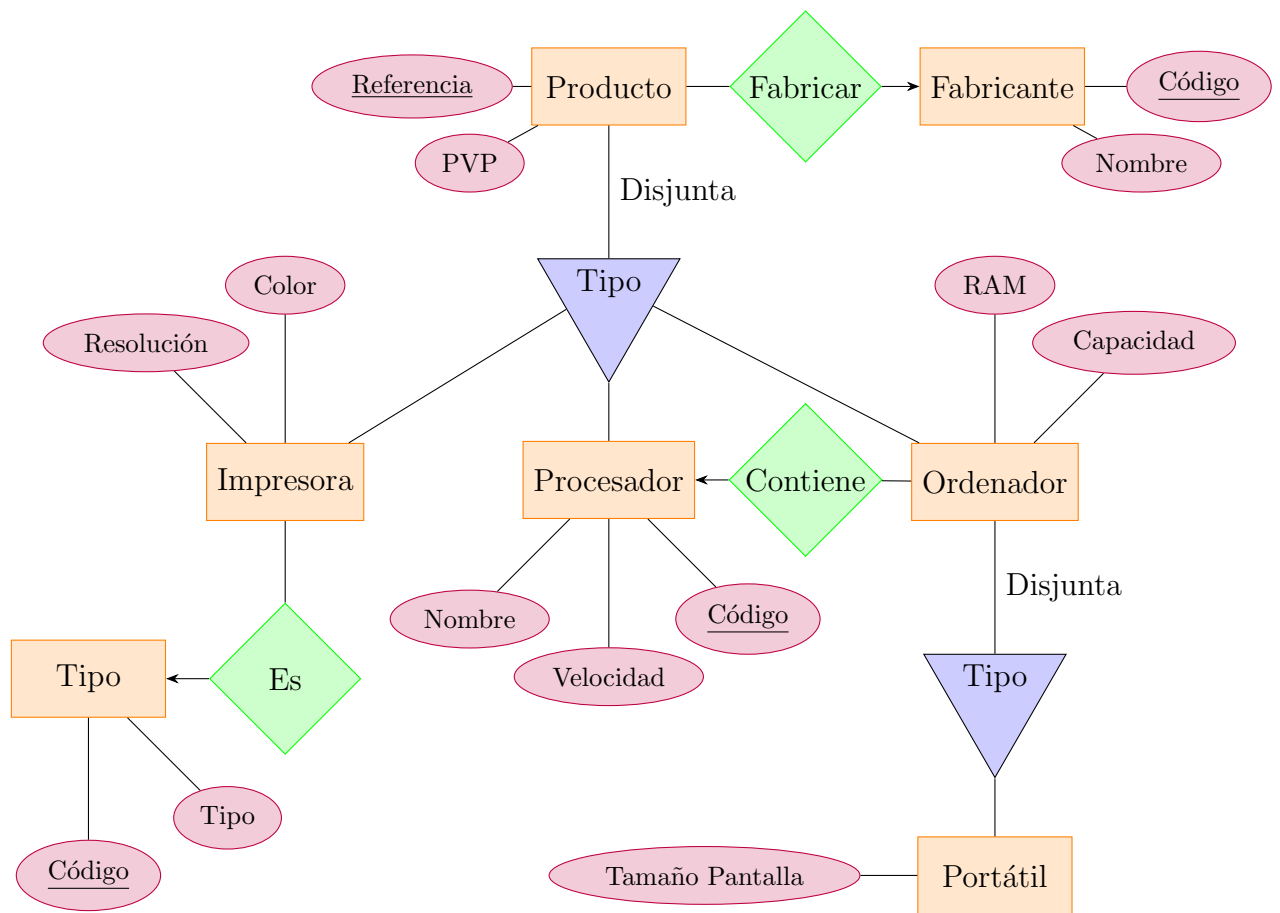 Referencia
Producto
Fabricar
Fabricante
Código
PVP
Nombre
Disjunta
Tipo
Color
RAM
Resolución
Capacidad
Impresora
Procesador
Contiene
Ordenador
Disjunta
Nombre
Código
Velocidad
Tipo
Es
Tipo
Tipo
Código
Tamaño Pantalla
Portátil